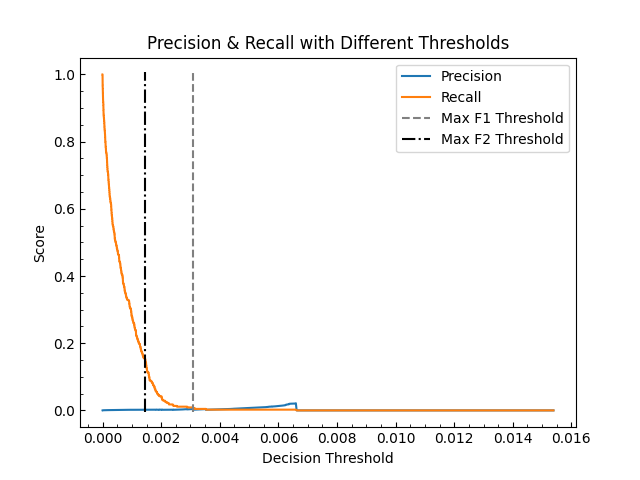 Precision & Recall with Different Thresholds
Precision
Recall
Max F1 Threshold
Max F2 Threshold
Score
1.0
0.8
0.6
0.4
0.2
0.0
0.000 0.002 0.004 0.006 0.008 0.010 0.012 0.014 0.016
Decision Threshold